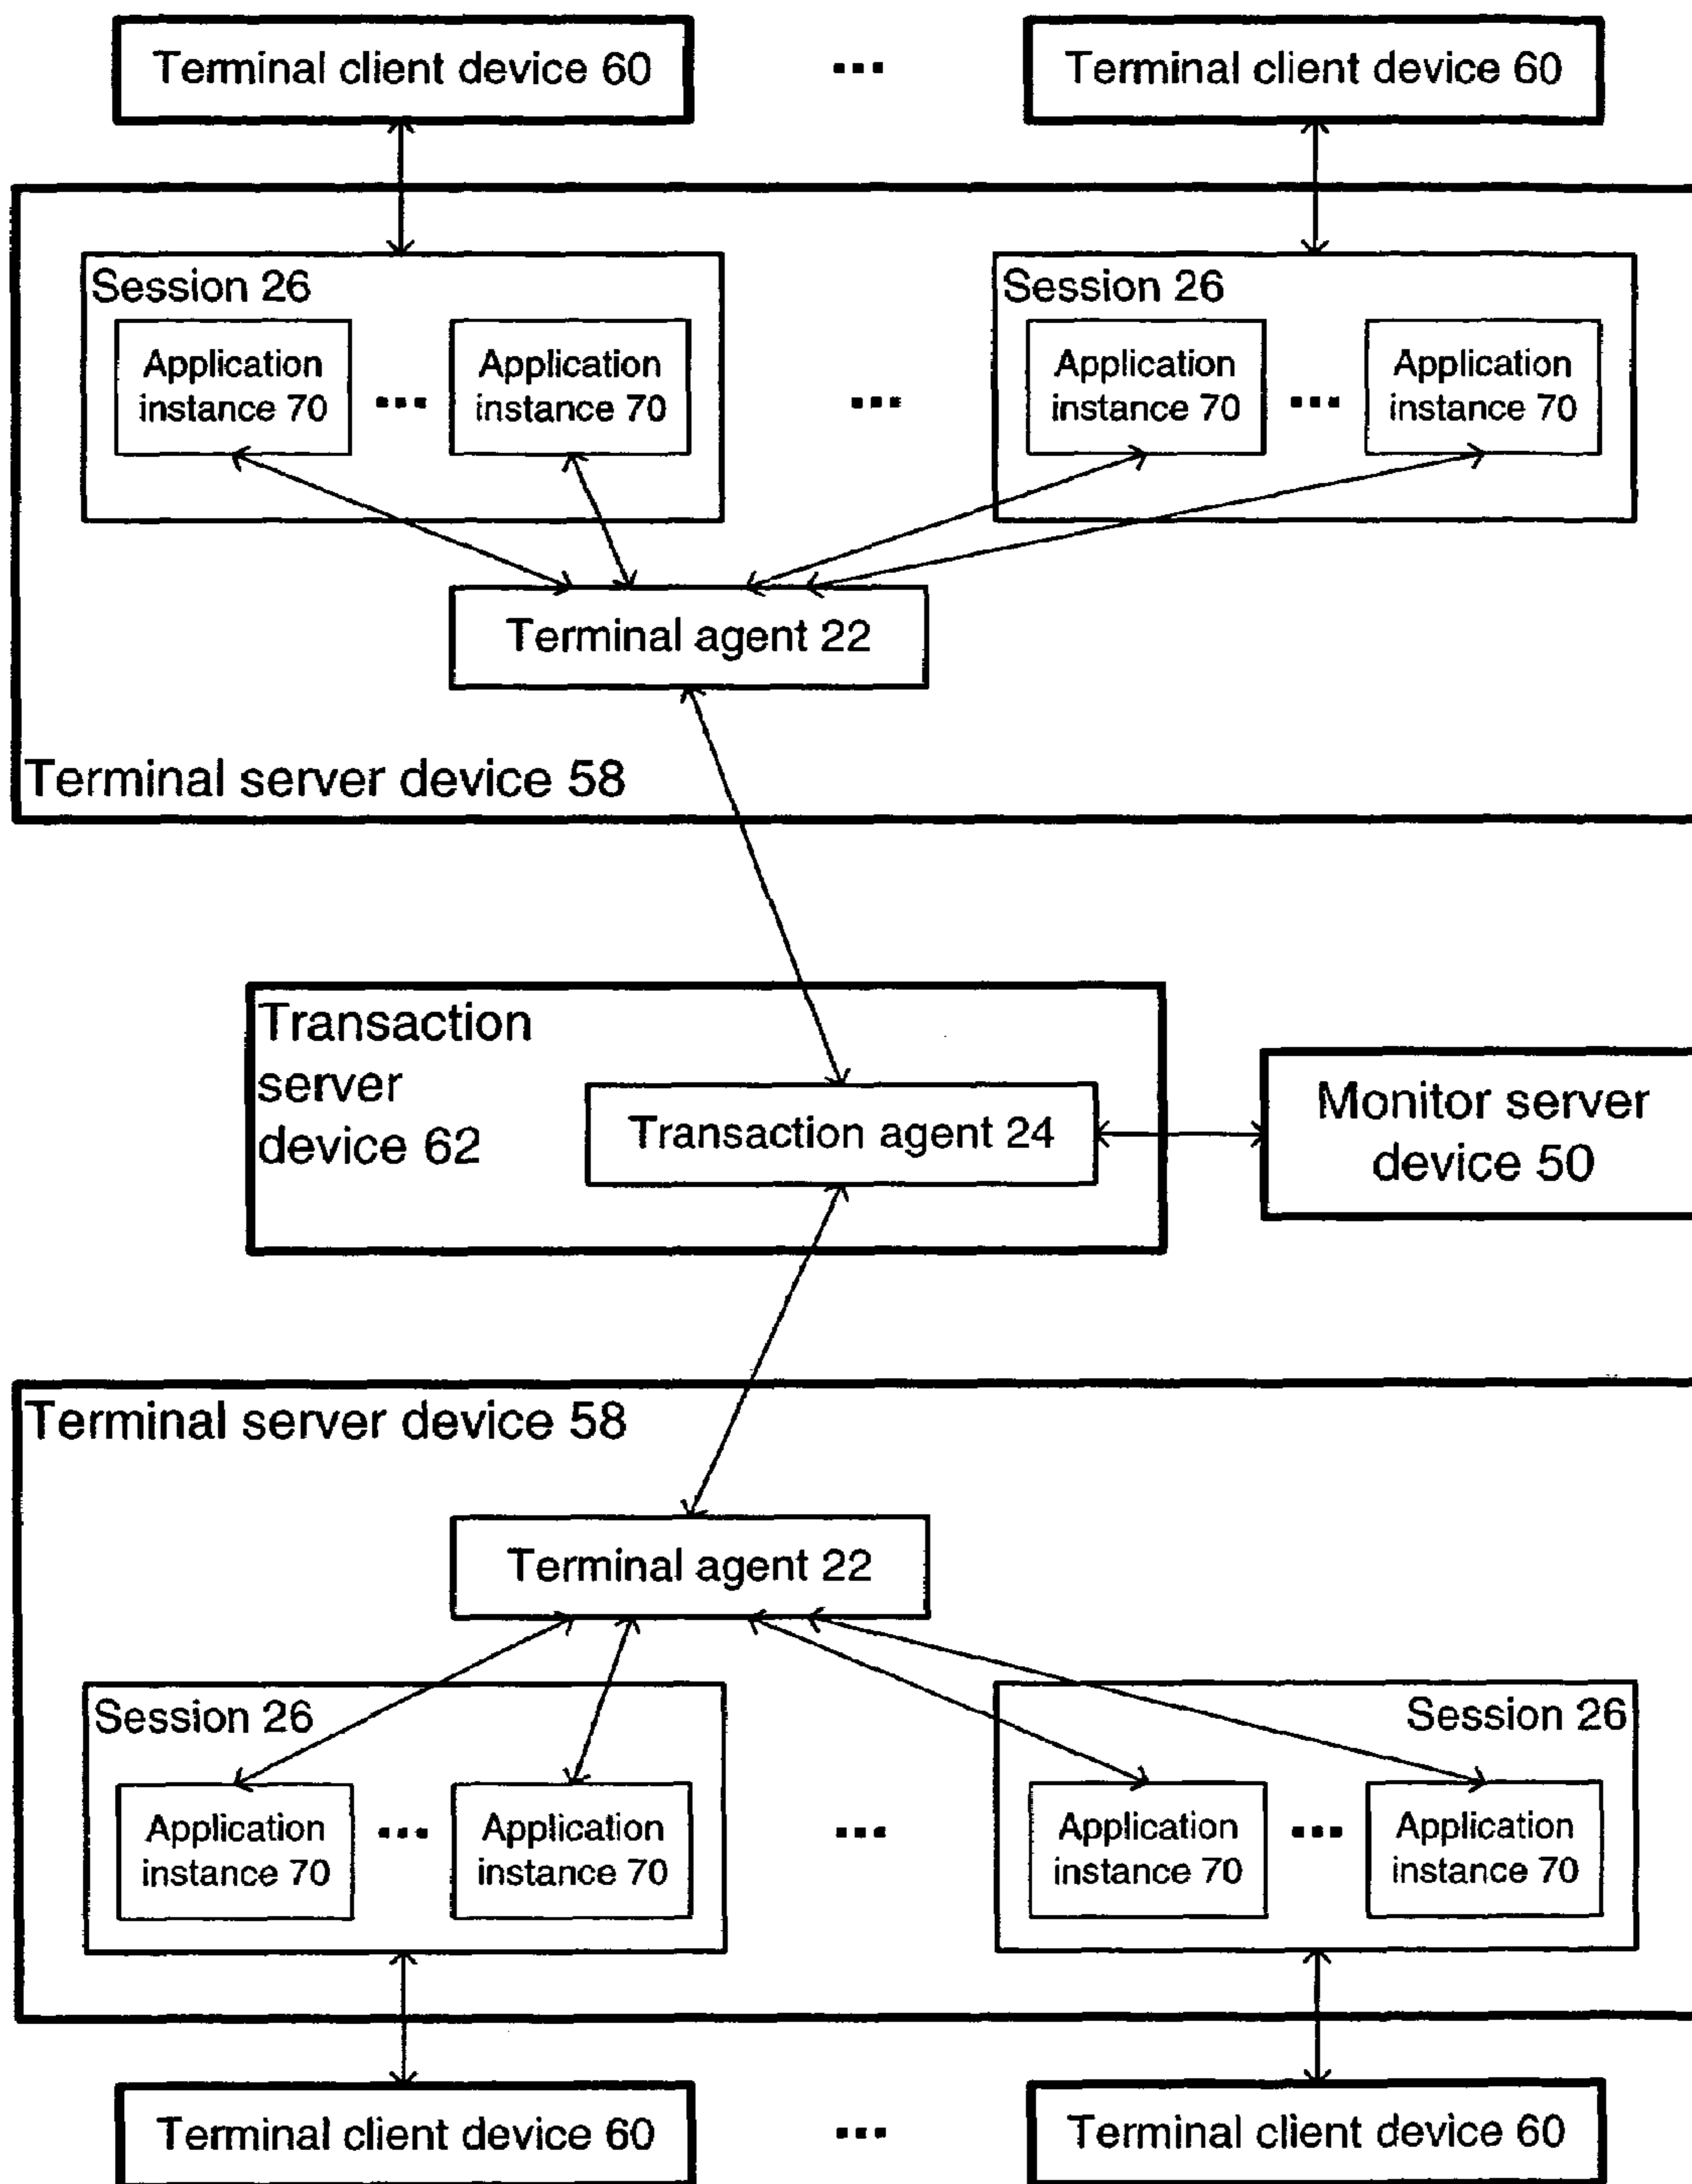 Terminal client device 60 ... Terminal client device 60
Session 26
Session 26
Application
instance 70
...
Application
instance 70
...
Application
instance 70
...
Application
instance 70
Terminal agent 22
Terminal server device 58
Transaction
server
device 62
Transaction agent 24
Monitor server
device 50
Terminal server device 58
Terminal agent 22
Session 26
Session 26
Application
instance 70
...
Application
instance 70
...
Application
instance 70
...
Application
instance 70
Terminal client device 60 ... Terminal client device 60